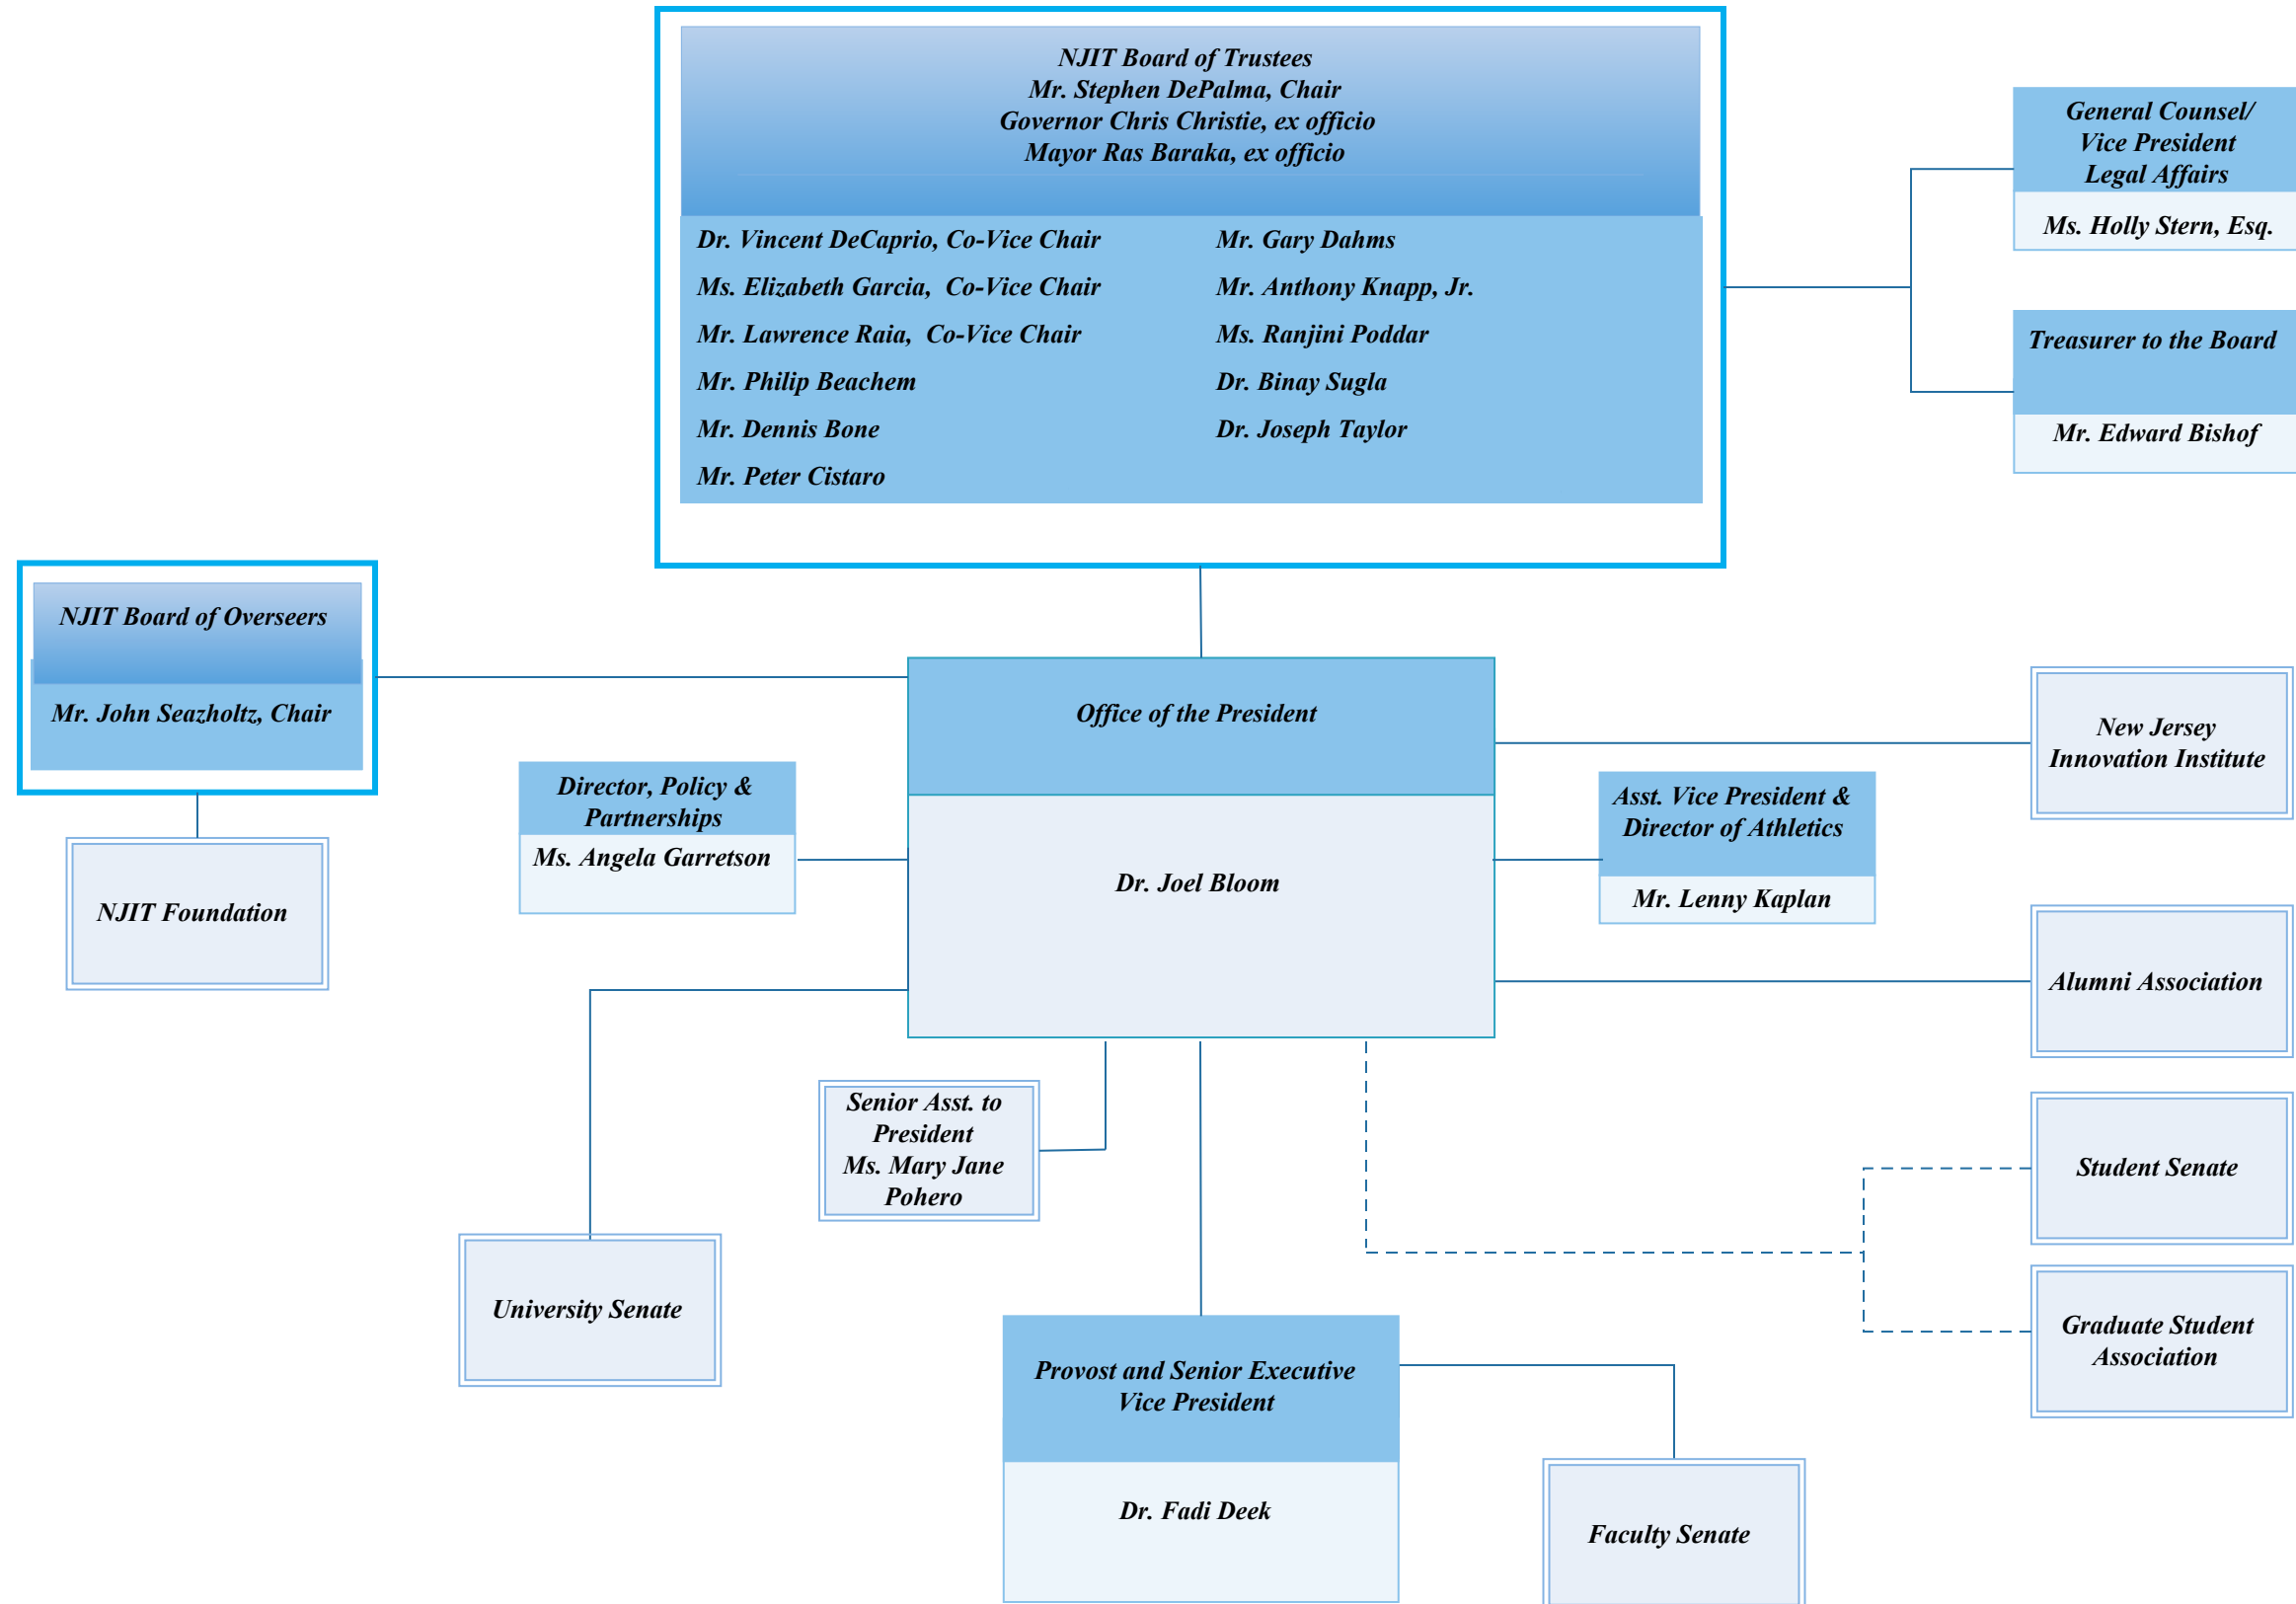 NJIT Board of Trustees
Mr. Stephen DePalma, Chair
Governor Chris Christie, ex officio
Mayor Ras Baraka, ex officio
Dr. Vincent DeCaprio, Co-Vice Chair
Ms. Elizabeth Garcia,  Co-Vice Chair
Mr. Lawrence Raia,  Co-Vice Chair
Mr. Philip Beachem
Mr. Dennis Bone
Mr. Peter Cistaro
Mr. Gary Dahms
Mr. Anthony Knapp, Jr.
Ms. Ranjini Poddar
Dr. Binay Sugla
Dr. Joseph Taylor
General Counsel/
Vice President
Legal Affairs
Ms. Holly Stern, Esq.
Treasurer to the Board
Mr. Edward Bishof
NJIT Board of Overseers
Mr. John Seazholtz, Chair
NJIT Foundation
Office of the President
Dr. Joel Bloom
Director, Policy &
Partnerships
Ms. Angela Garretson
Asst. Vice President &
Director of Athletics
Mr. Lenny Kaplan
New Jersey
Innovation Institute
Alumni Association
Senior Asst. to
President
Ms. Mary Jane
Pohero
Student Senate
University Senate
Graduate Student
Association
Provost and Senior Executive
Vice President
Dr. Fadi Deek
Faculty Senate